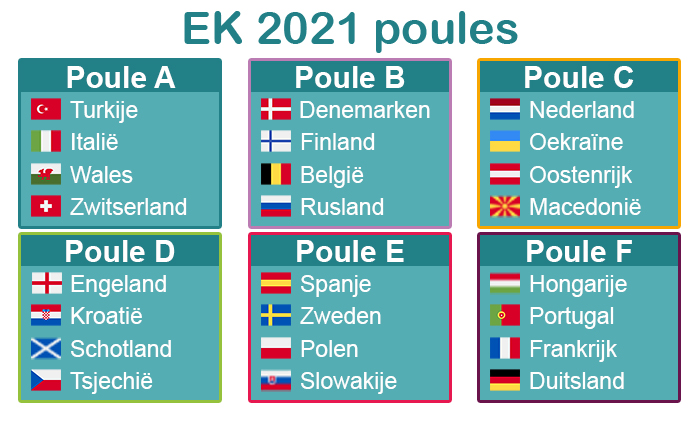 EK 2021 poules
Poule A
Turkije
Italië
Wales
Zwitserland
Poule B
Denemarken
Finland
België
Rusland
Poule C
Nederland
Oekraïne
Oostenrijk
Macedonië
Poule D
Engeland
Kroatië
Schotland
Tsjechië
Poule E
Spanje
Zweden
Polen
Slowakije
Poule F
Hongarije
Portugal
Frankrijk
Duitsland